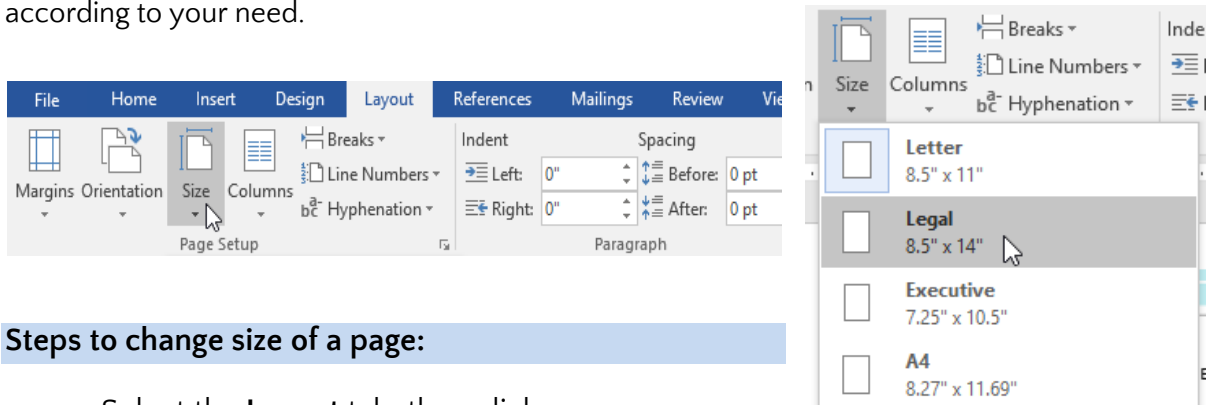 according to your need.
File Home Insert Design Layout References Mailings Review
Margins Orientation Size Columns
Breaks
Line Numbers
Hyphenation
Page Setup
Indent
Left: 0"
Right: 0"
Spacing
Before: 0 pt
After: 0 pt
Paragraph
Steps to change size of a page:
Size Columns
Breaks
Line Numbers
Hyphenation
Letter
8.5" x 11"
Legal
8.5" x 14"
Executive
7.25" x 10.5"
A4
8.27" x 11.69"